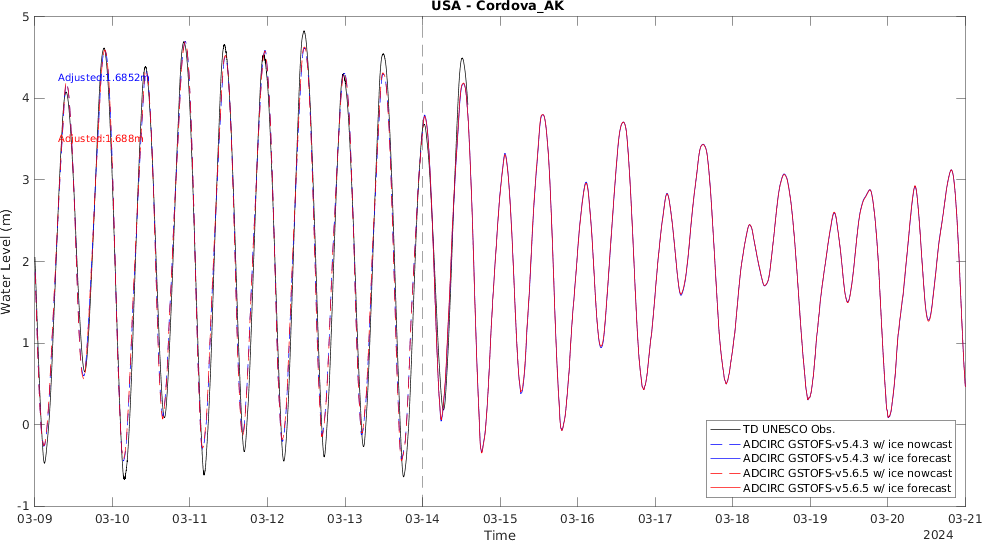 USA - Cordova_AK
5
4
3
2
1
0
-1
Water Level (m)
Adjusted:1.6852m
Adjusted:1.688m
TD UNESCO Obs.
ADCIRC GSTOFS-v5.4.3 w/ ice nowcast
ADCIRC GSTOFS-v5.4.3 w/ ice forecast
ADCIRC GSTOFS-v5.6.5 w/ ice nowcast
ADCIRC GSTOFS-v5.6.5 w/ ice forecast
03-09 03-10 03-11 03-12 03-13 03-14 03-15 03-16 03-17 03-18 03-19 03-20 03-21
Time
2024